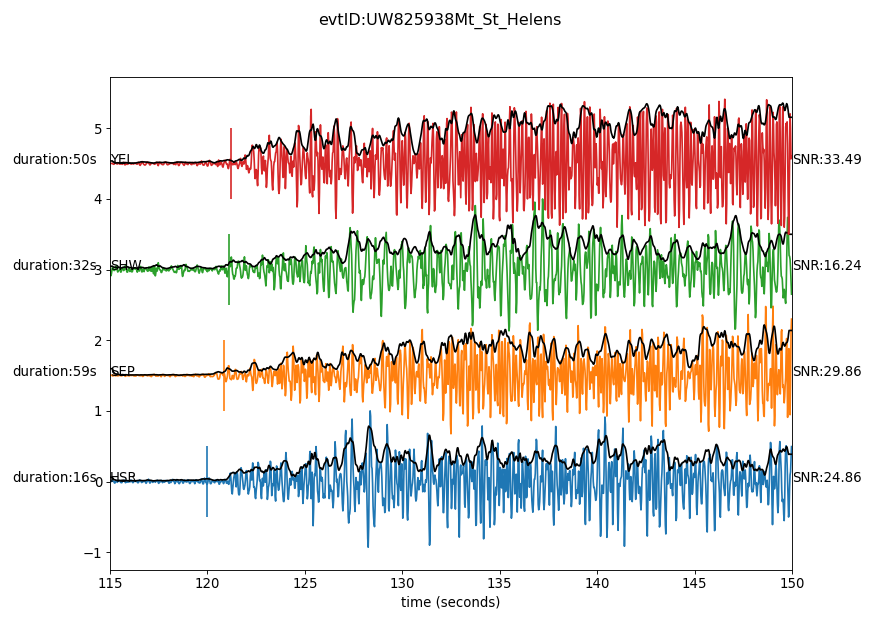 evtID:UW825938Mt_St_Helens
5
duration:50s YEL SNR:33.49
4
duration:32s 3 SHW SNR:16.24
2
duration:59s SEP SNR:29.86
1
duration:16s 0 HSR SNR:24.86
−1
115 120 125 130 135 140 145 150
time (seconds)